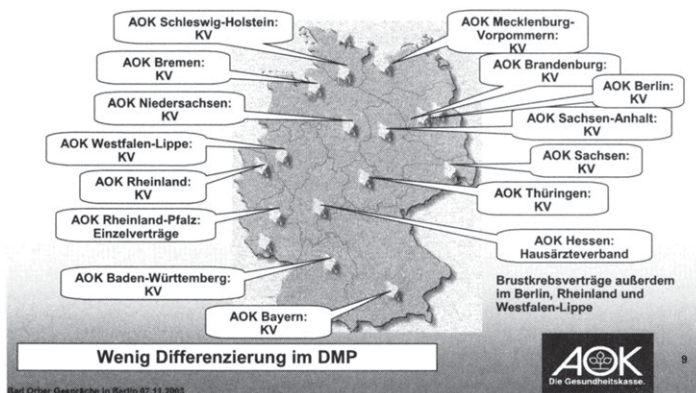 AOK Schleswig-Holstein:
KV
AOK Mecklenburg-
Vorpommern:
KV
AOK Bremen:
KV
AOK Brandenburg:
KV
AOK Berlin:
KV
AOK Niedersachsen:
KV
AOK Sachsen-Anhalt:
KV
AOK Westfalen-Lippe:
KV
AOK Sachsen:
KV
AOK Rheinland:
KV
AOK Thüringen:
KV
AOK Rheinland-Pfalz:
Einzelverträge
AOK Hessen:
Hausärzteverband
AOK Baden-Württemberg:
KV
Brustkrebsverträge außerdem
im Berlin, Rheinland und
Westfalen-Lippe
AOK Bayern:
KV
Wenig Differenzierung im DMP
AOK
Die Gesundheitskasse.
9
Bad Orber Gespräche in Berlin 07.11.2003